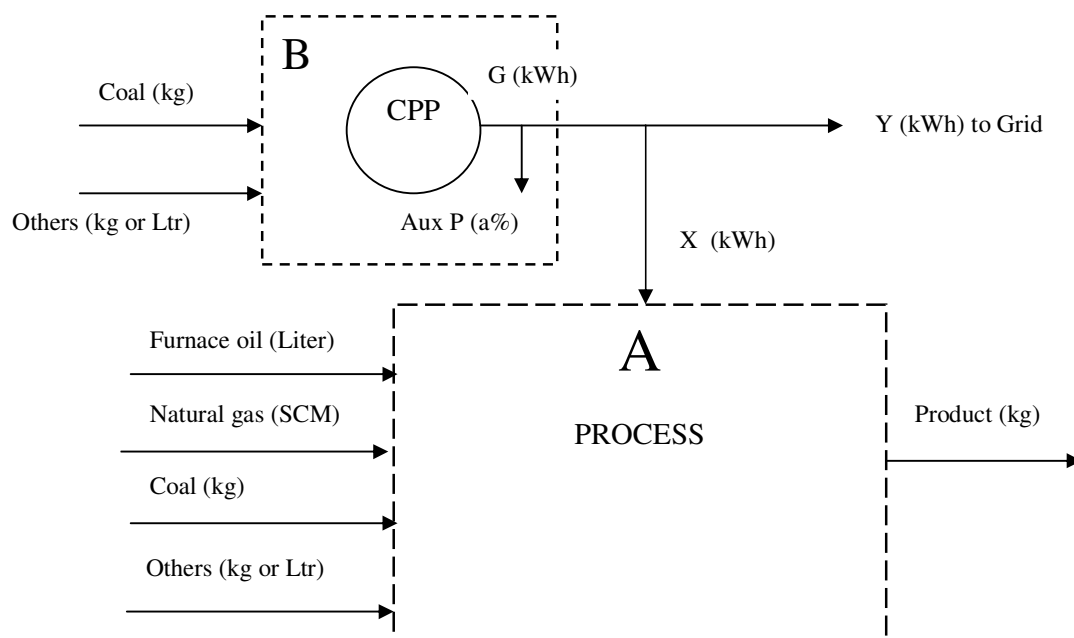 B
G (kWh)
Coal (kg)
CPP
Y (kWh) to Grid
Others (kg or Ltr)
Aux P (a%)
X (kWh)
Furnace oil (Liter)
A
Natural gas (SCM)
Product (kg)
PROCESS
Coal (kg)
Others (kg or Ltr)